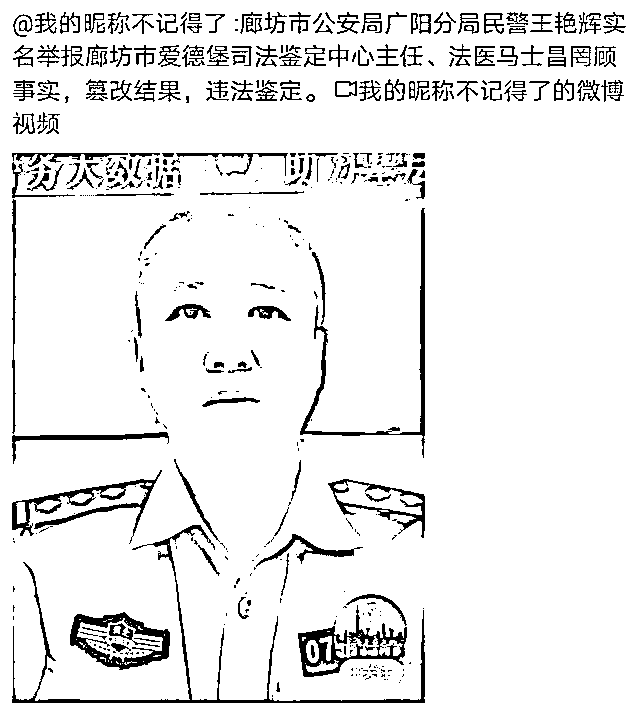 @我的昵称不记得了:廊坊市公安局广阳分局民警王艳辉实
名举报廊坊市爱德堡司法鉴定中心主任、法医马士昌罔顾
事实，篡改结果，违法鉴定。 我的昵称不记得了的微博
视频
务大数据
助力
07